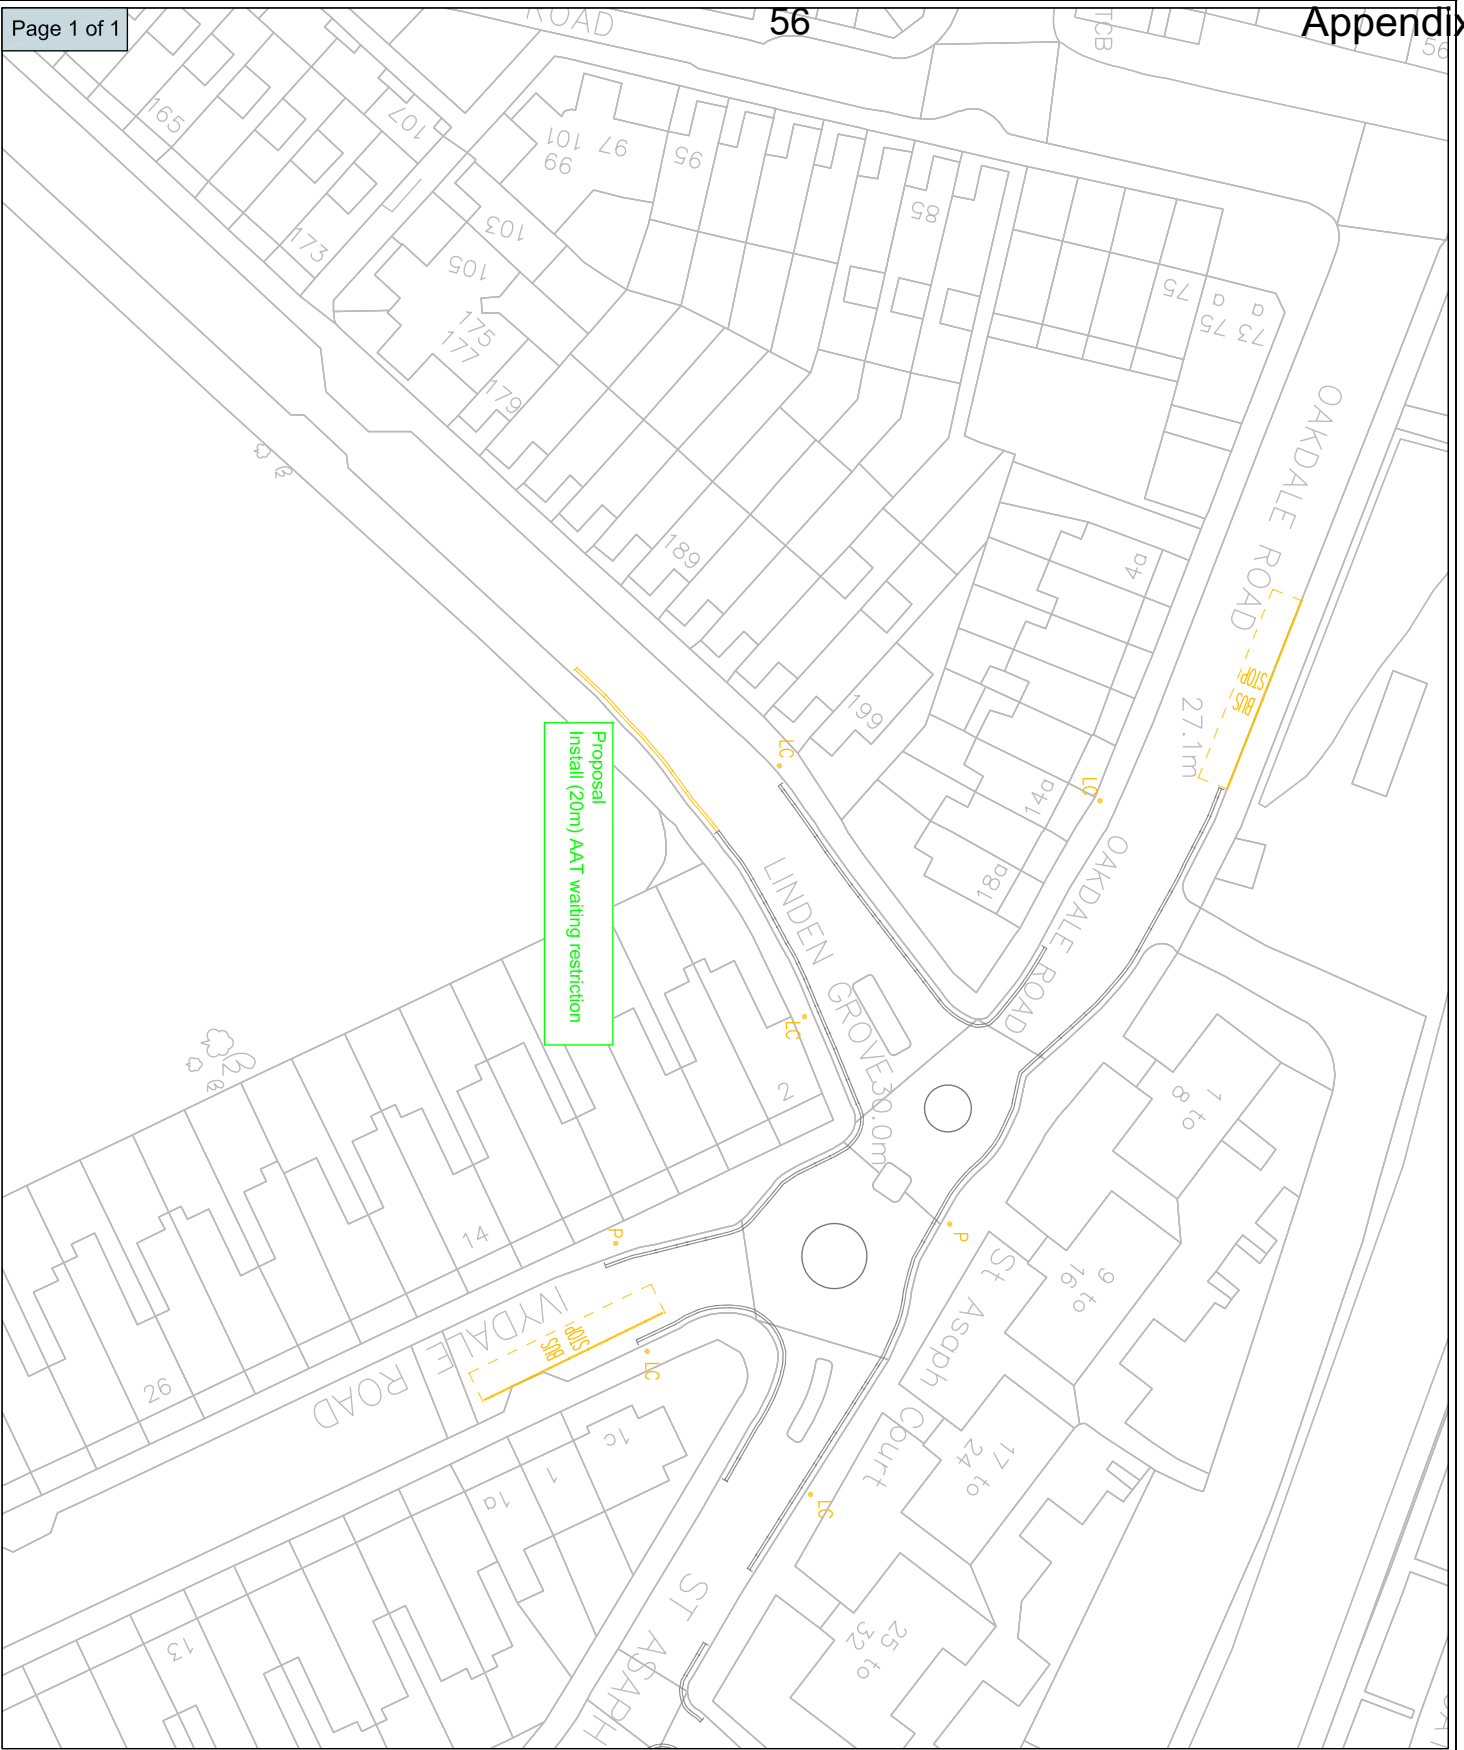 Page 1 of 1
56
Appendix
ROAD
TCB
56
165
107
101 97
99
95
85
103
105
173
175
177
179
75
a a
73 75
OAKDALE ROAD
189
4a
199
BUS
STOP
27.1m
LC
LC
14a
18a
OAKDALE ROAD
Proposal
Install (20m) AAT waiting restriction
LINDEN GROVE
LC
30.0m
2
1 to
8
14
P
P
9 to
16
St Asaph Court
IVYDALE ROAD
BUS
STOP
LC
26
1c
1
1a
17 to
24
LC
13
25 to
32
ST ASAPH